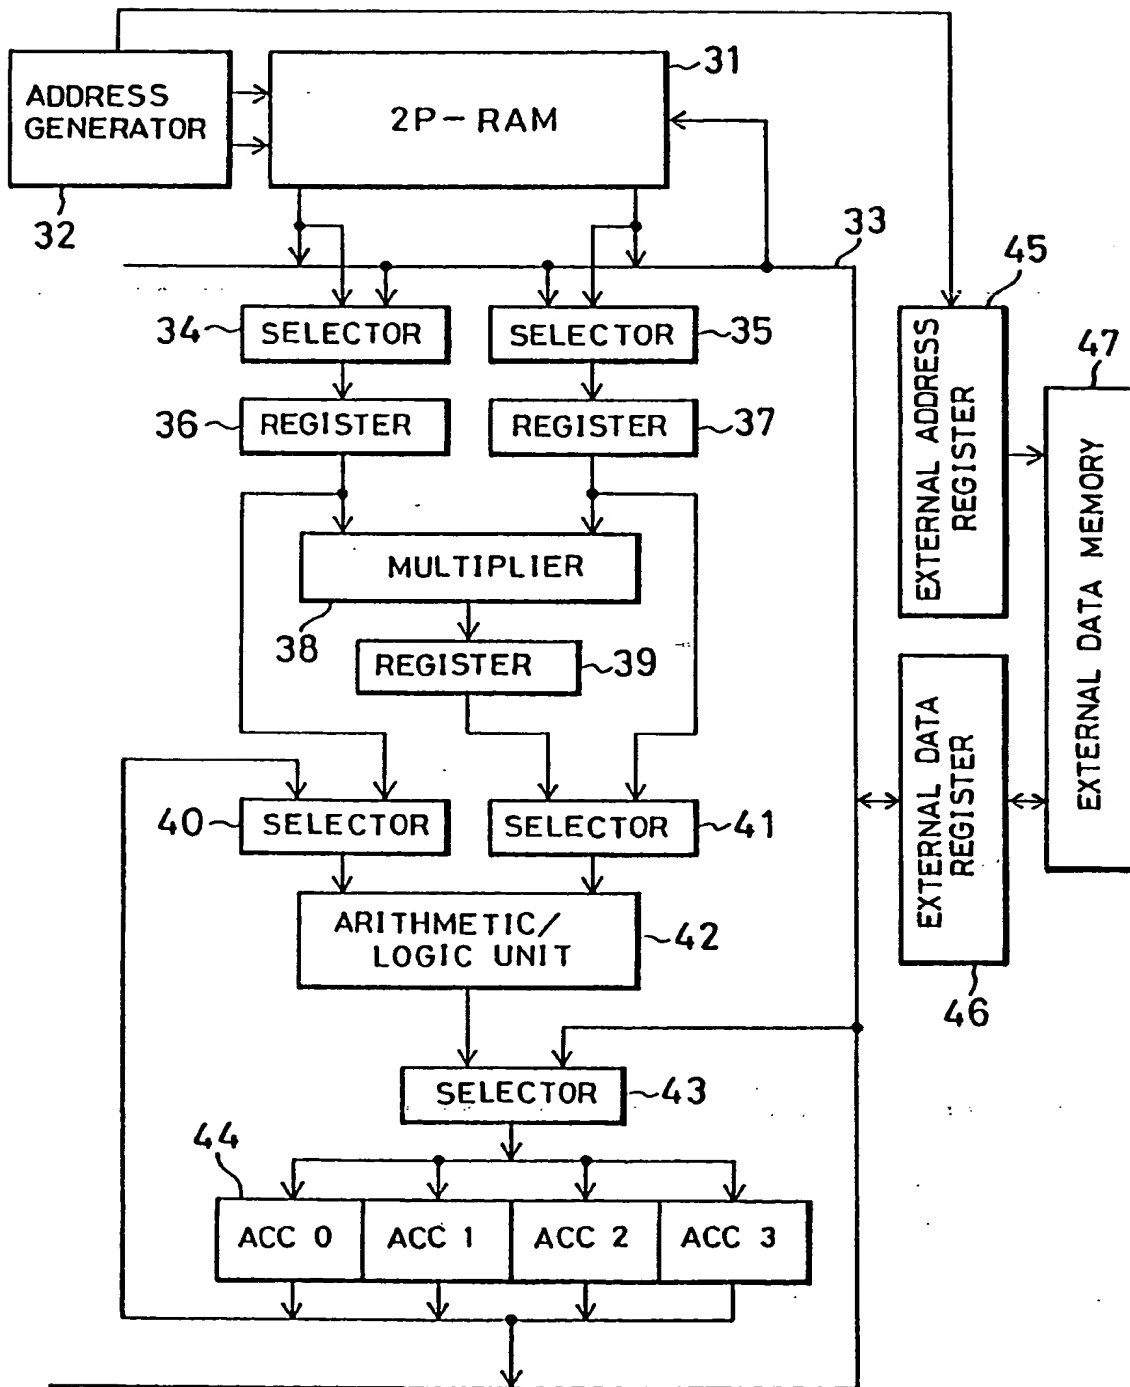 31
ADDRESS
GENERATOR
2P-RAM
32
33
45
34
SELECTOR
SELECTOR
35
47
36
REGISTER
REGISTER
37
EXTERNAL ADDRESS
REGISTER
MULTIPLIER
38
REGISTER
39
EXTERNAL DATA MEMORY
40
SELECTOR
SELECTOR
41
EXTERNAL DATA
REGISTER
ARITHMETIC/
LOGIC UNIT
42
46
SELECTOR
43
44
ACC 0
ACC 1
ACC 2
ACC 3